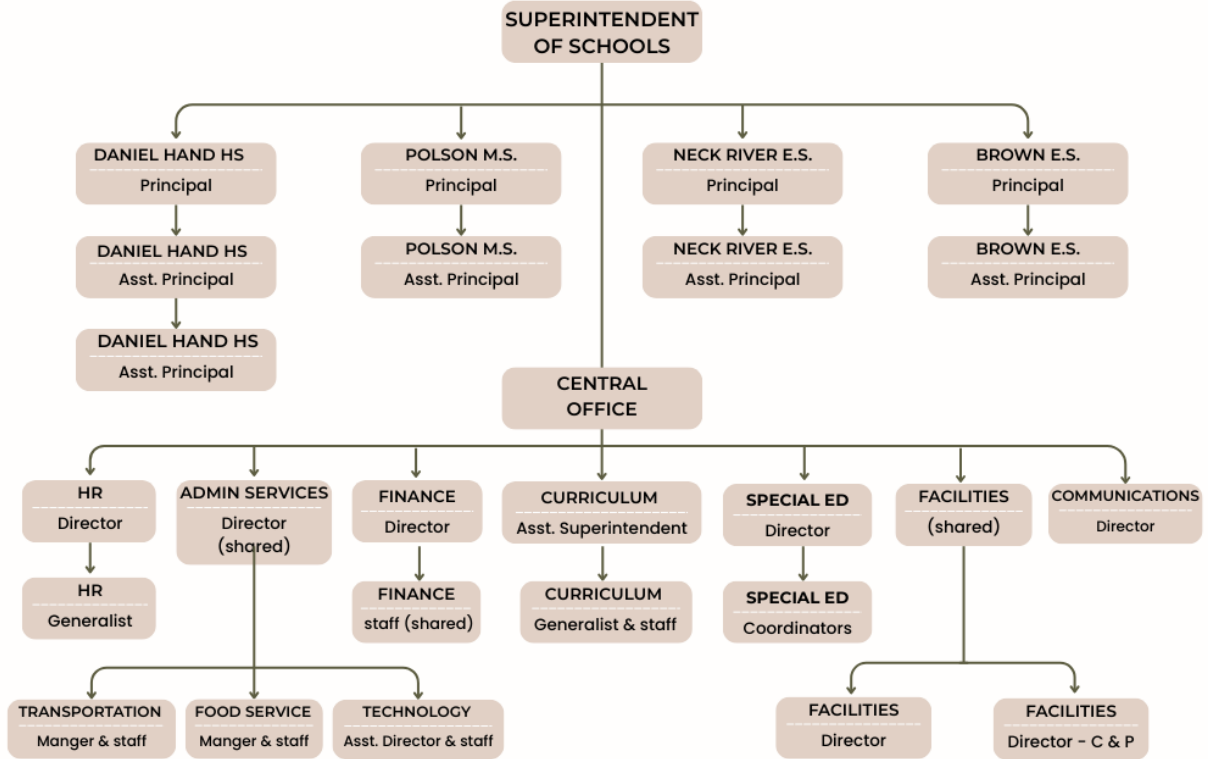 SUPERINTENDENT
OF SCHOOLS
DANIEL HAND HS
Principal
POLSON M.S.
Principal
NECK RIVER E.S.
Principal
BROWN E.S.
Principal
DANIEL HAND HS
Asst. Principal
POLSON M.S.
Asst. Principal
NECK RIVER E.S.
Asst. Principal
BROWN E.S.
Asst. Principal
DANIEL HAND HS
Asst. Principal
CENTRAL
OFFICE
HR
Director
ADMIN SERVICES
Director
(shared)
FINANCE
Director
CURRICULUM
Asst. Superintendent
SPECIAL ED
Director
FACILITIES
(shared)
COMMUNICATIONS
Director
HR
Generalist
FINANCE
staff (shared)
CURRICULUM
Generalist & staff
SPECIAL ED
Coordinators
TRANSPORTATION
Manger & staff
FOOD SERVICE
Manger & staff
TECHNOLOGY
Asst. Director & staff
FACILITIES
Director
FACILITIES
Director - C & P